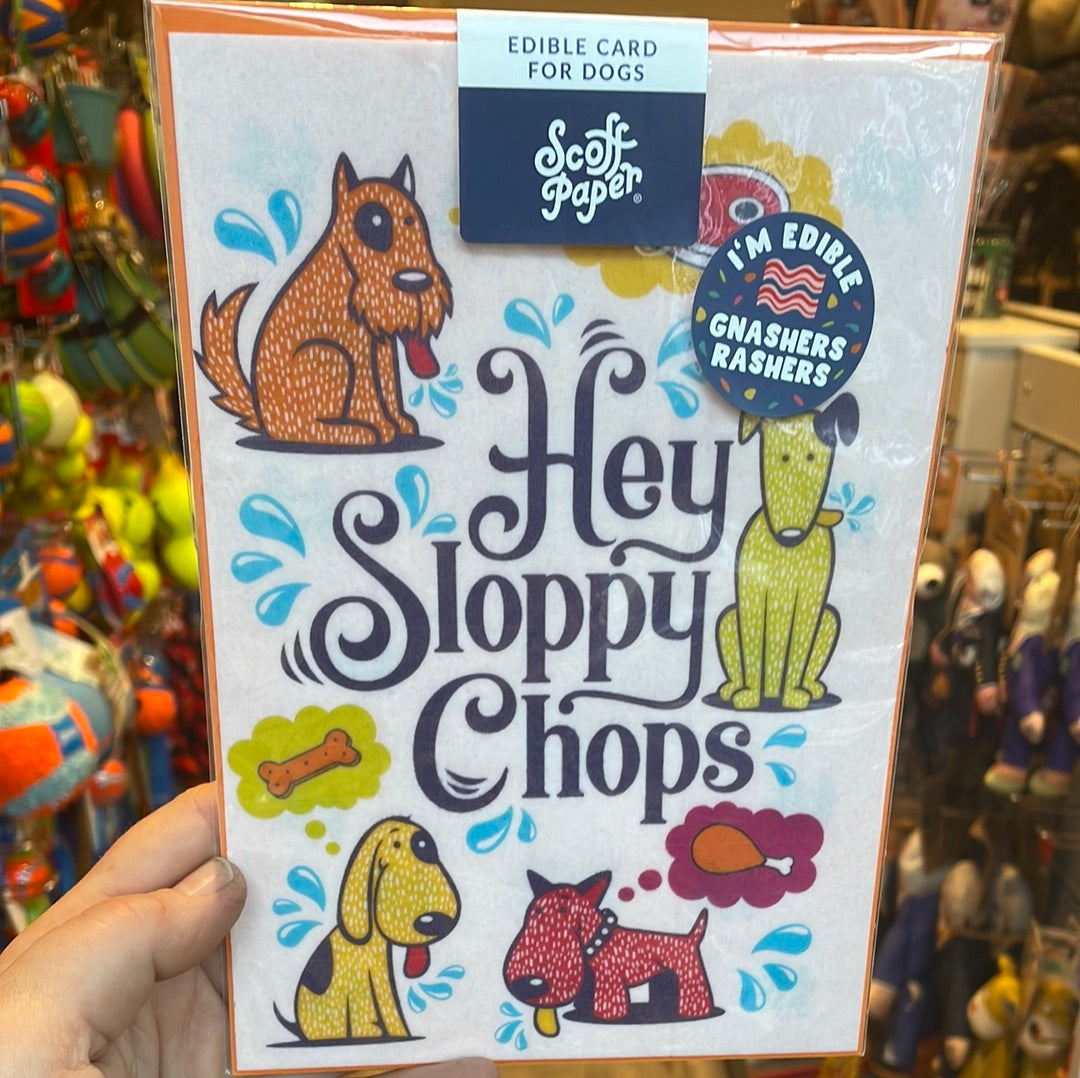 EDIBLE CARD
FOR DOGS
Scoff
Paper®
I'M EDIBLE
GNASHERS
RASHERS
Hey
Sloppy
Chops